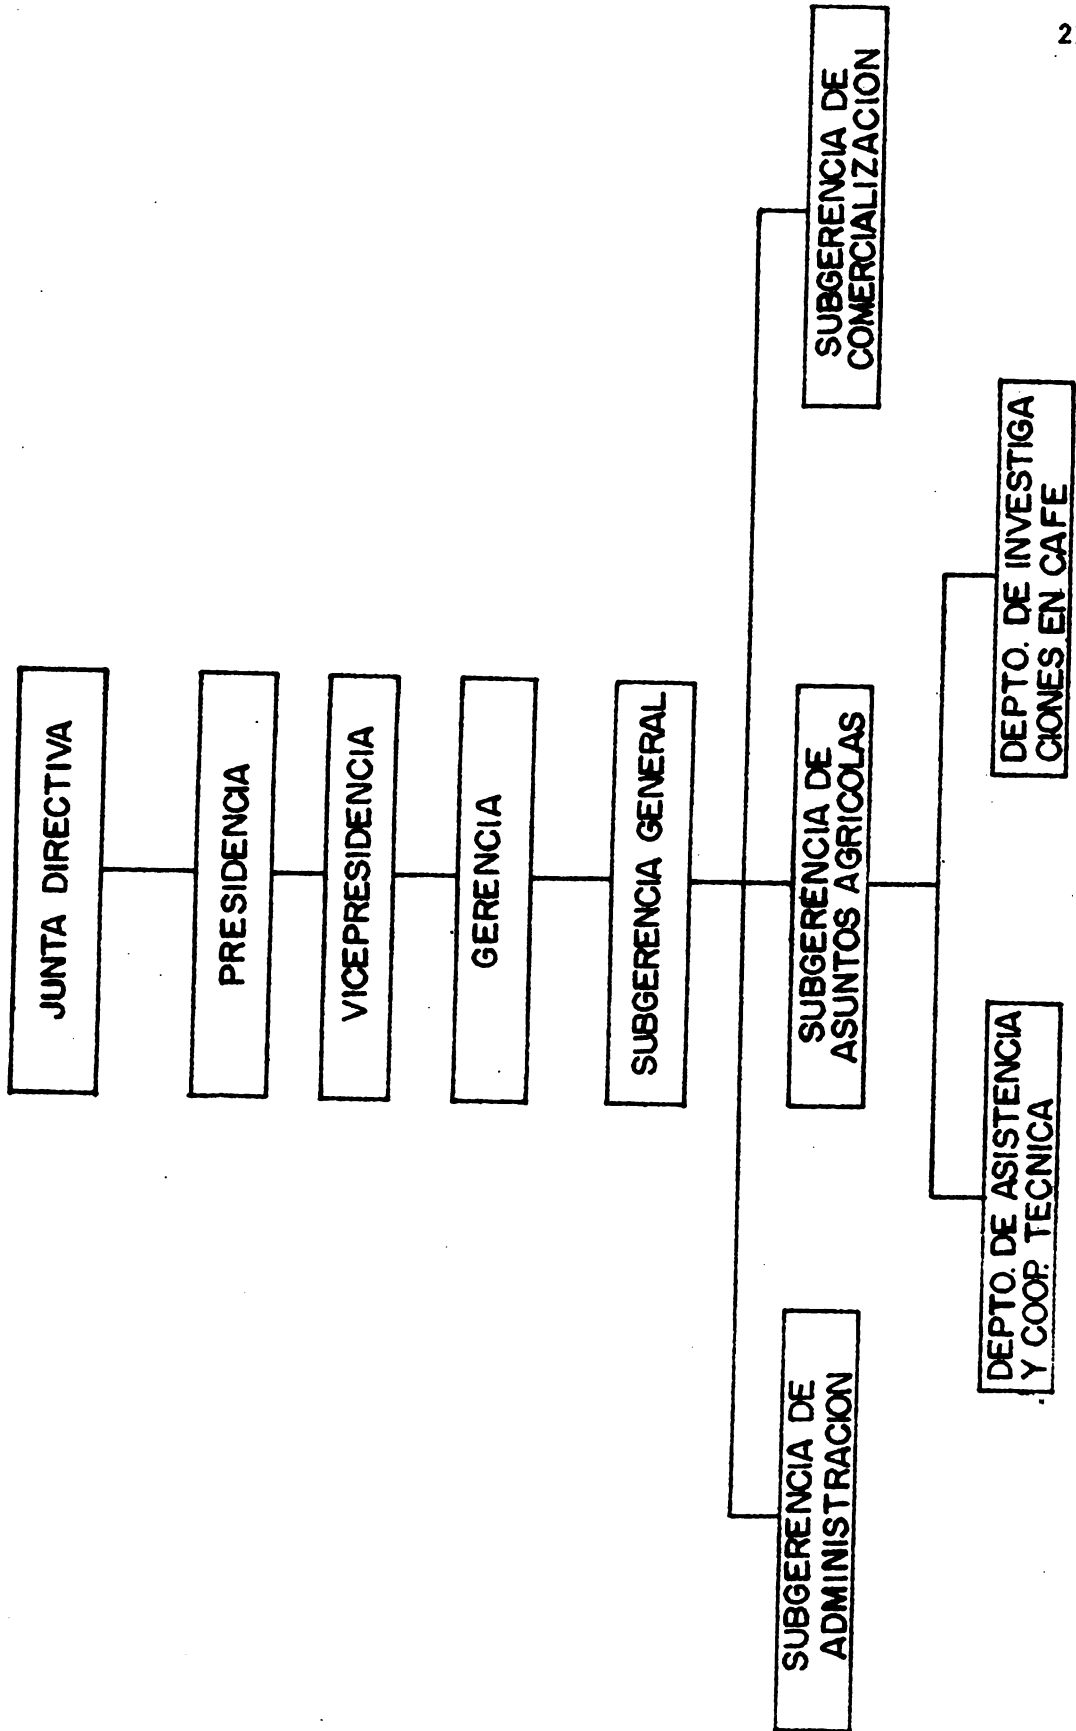 2
JUNTA DIRECTIVA
PRESIDENCIA
VICEPRESIDENCIA
GERENCIA
SUBGERENCIA GENERAL
SUBGERENCIA DE
ADMINISTRACION
SUBGERENCIA DE
ASUNTOS AGRICOLAS
SUBGERENCIA DE
COMERCIALIZACION
DEPTO. DE ASISTENCIA
Y COOP. TECNICA
DEPTO. DE INVESTIGA
CIONES EN CAFE